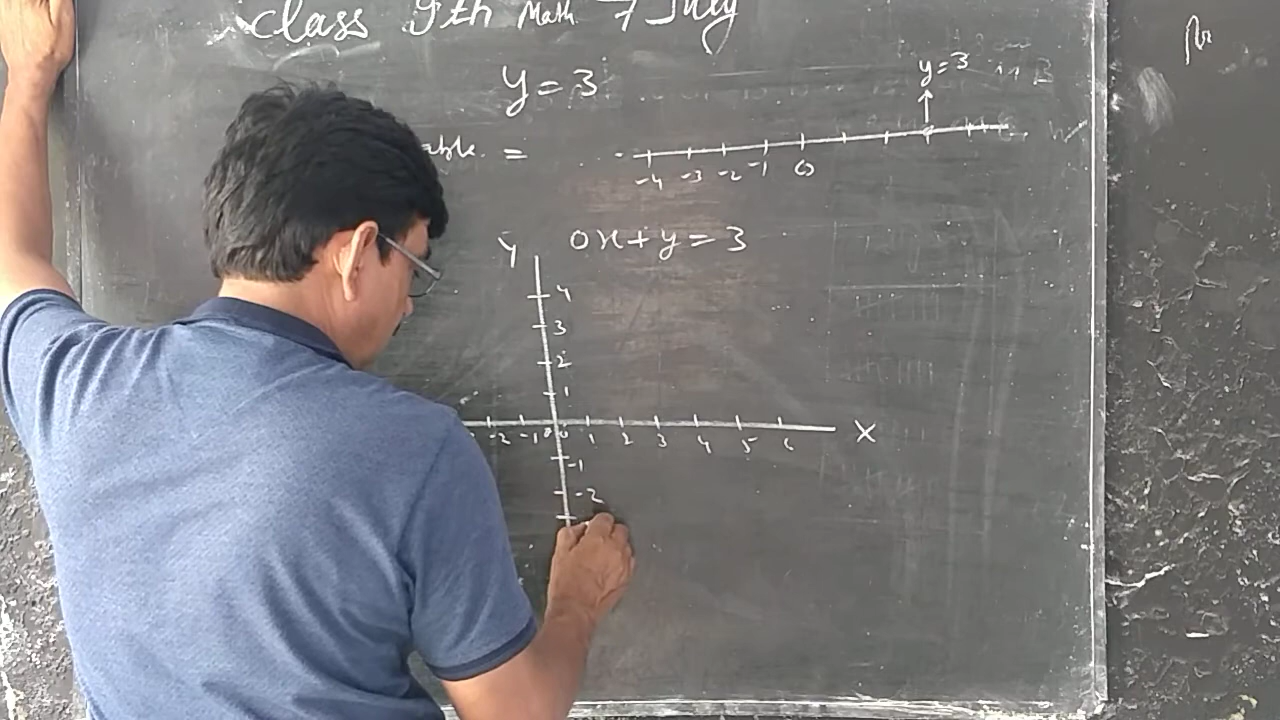 Class 9th Math 7 July
y = 3
y=3
able =
-4 -3 -2 -1 0
Y 0x+y=3
4
3
2
1
-2 -1 0 1 2 3 4 5 6 X
-1
-2